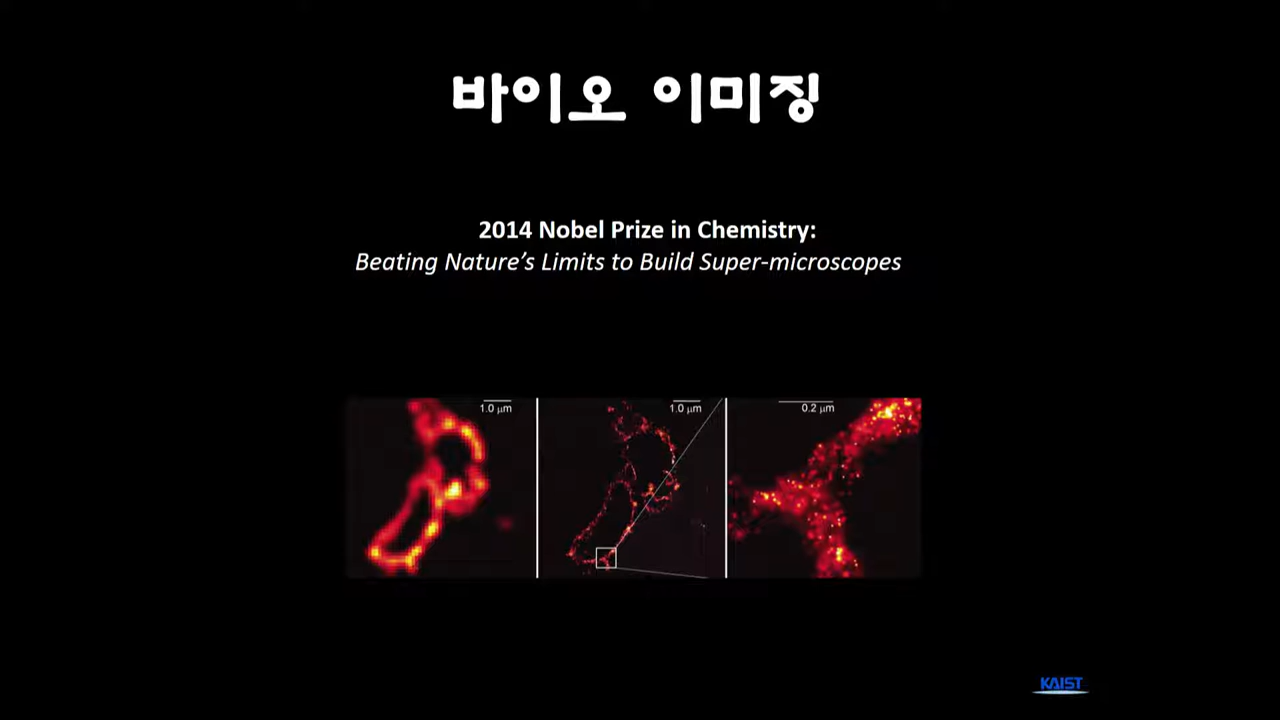 바이오 이미징
2014 Nobel Prize in Chemistry:
Beating Nature’s Limits to Build Super-microscopes
1.0 μm
1.0 μm
0.2 μm
KAIST